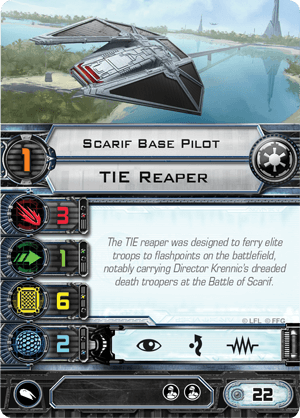 Scarif Base Pilot
1
TIE Reaper
3
1
6
2
The TIE reaper was designed to ferry elite
troops to flashpoints on the battlefield,
notably carrying Director Krennic's dreaded
death troopers at the Battle of Scarif.
© LFL © FFG
22